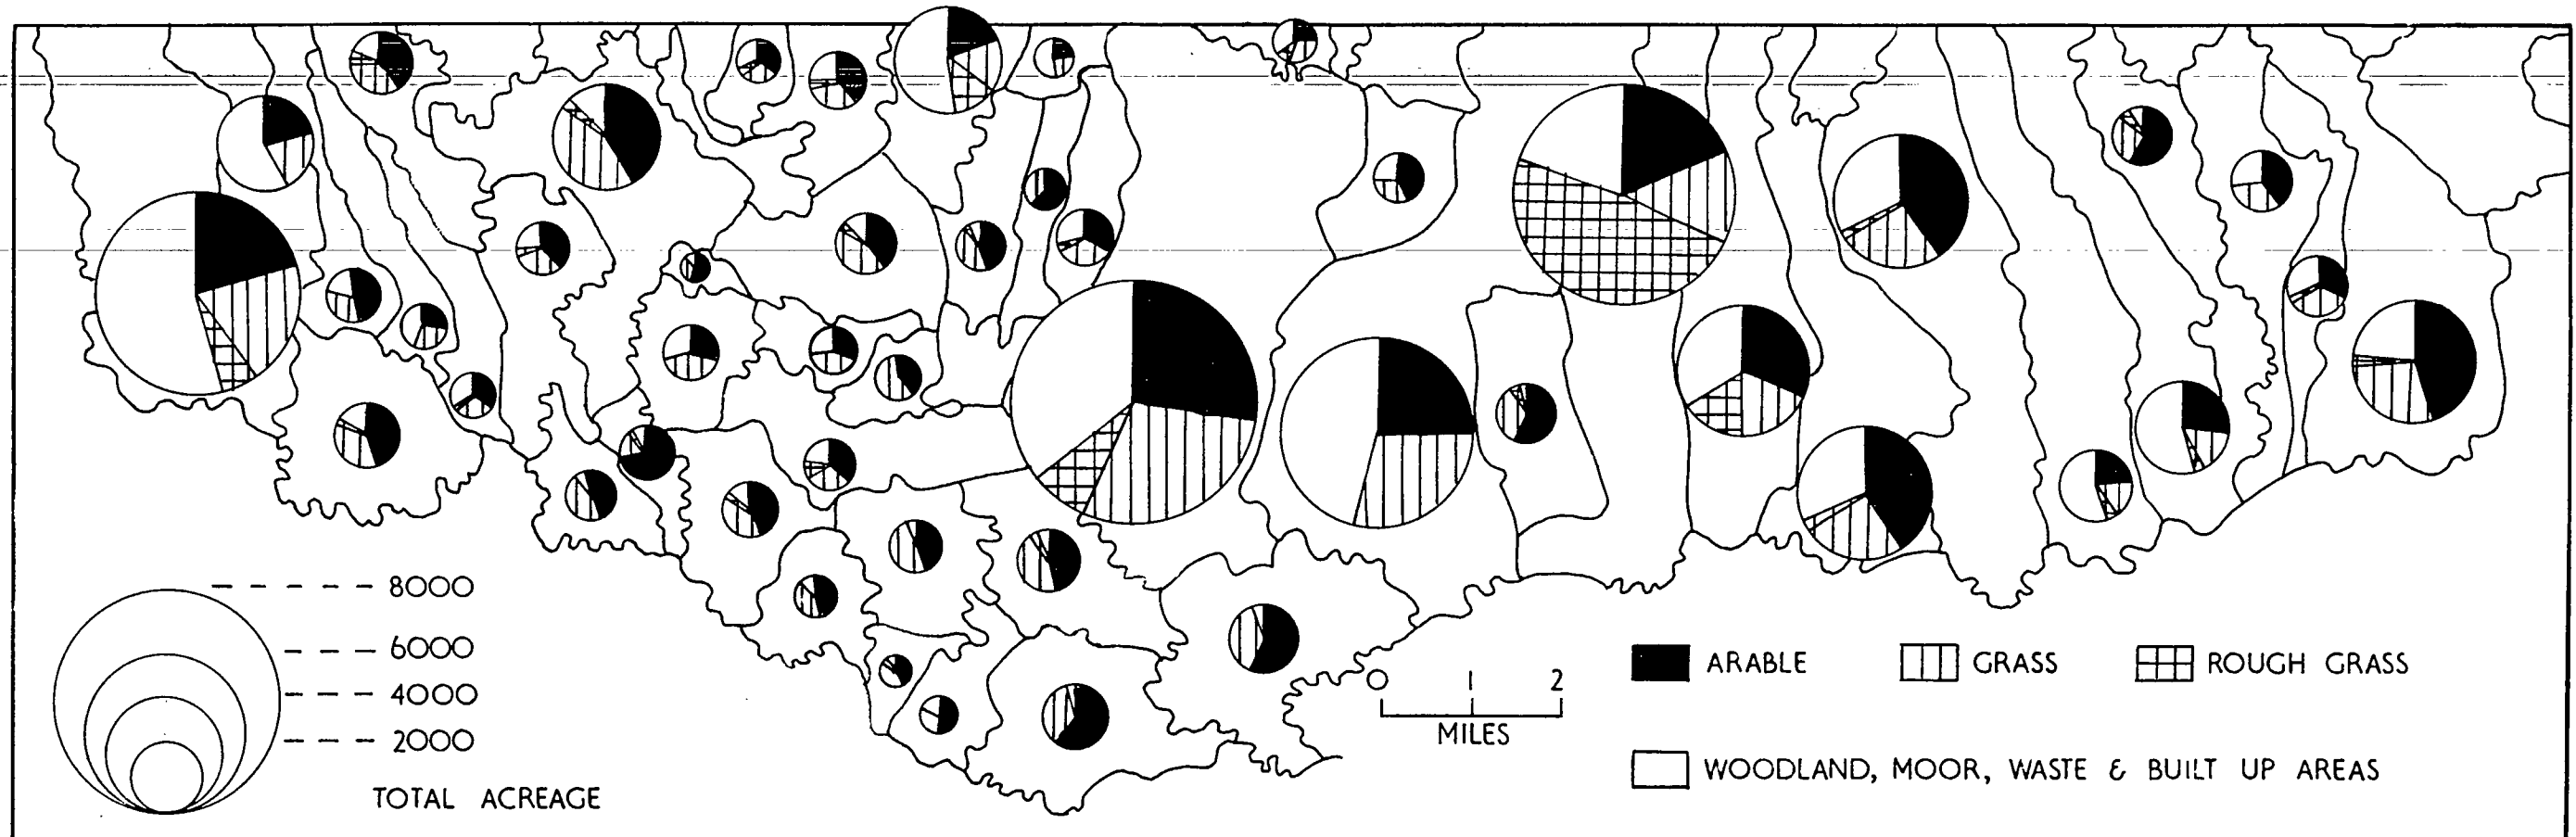 8000
6000
4000
2000
TOTAL ACREAGE
0 1 2
MILES
ARABLE GRASS ROUGH GRASS
WOODLAND, MOOR, WASTE & BUILT UP AREAS